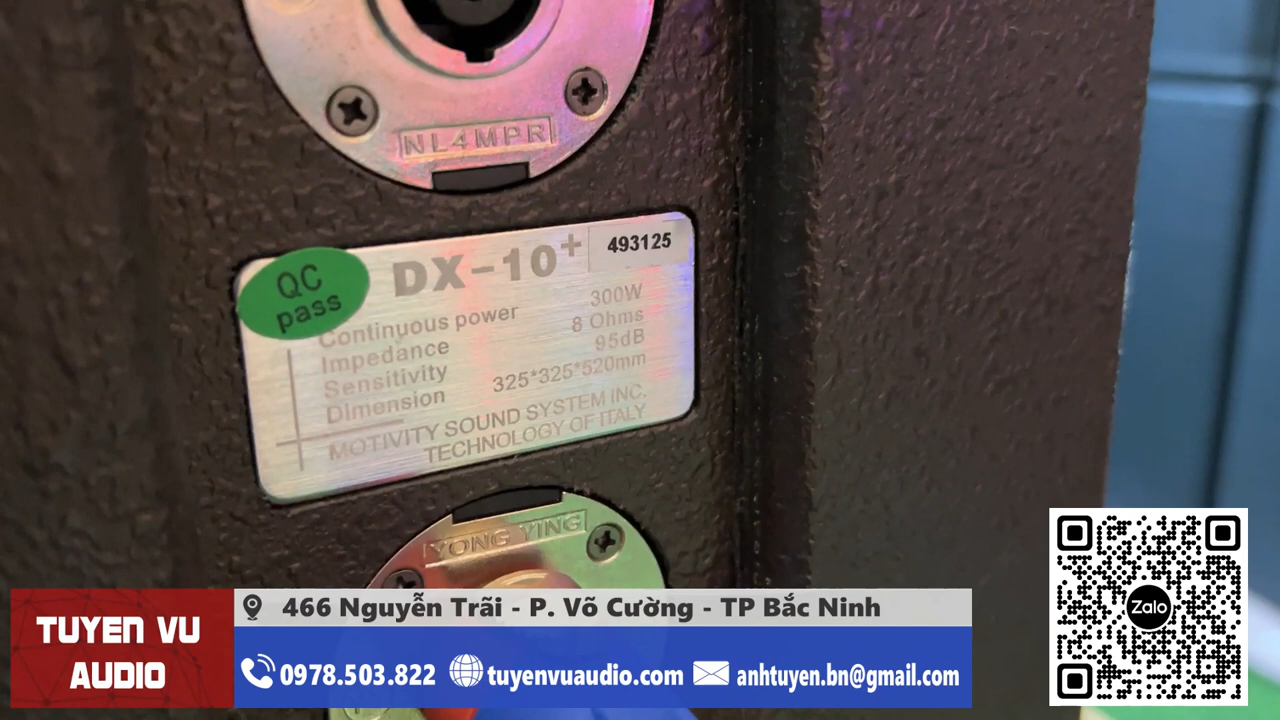 NL4MPR
QC
pass
DX-10+
493125
Continuous power 300W
Impedance 8 Ohms
Sensitivity 95dB
Dimension 325*325*520mm
MOTIVITY SOUND SYSTEM INC.
TECHNOLOGY OF ITALY
YONG YING
TUYEN VU
AUDIO
466 Nguyễn Trãi - P. Võ Cường - TP Bắc Ninh
0978.503.822 tuyenvuaudio.com anhtuyen.bn@gmail.com
Zalo